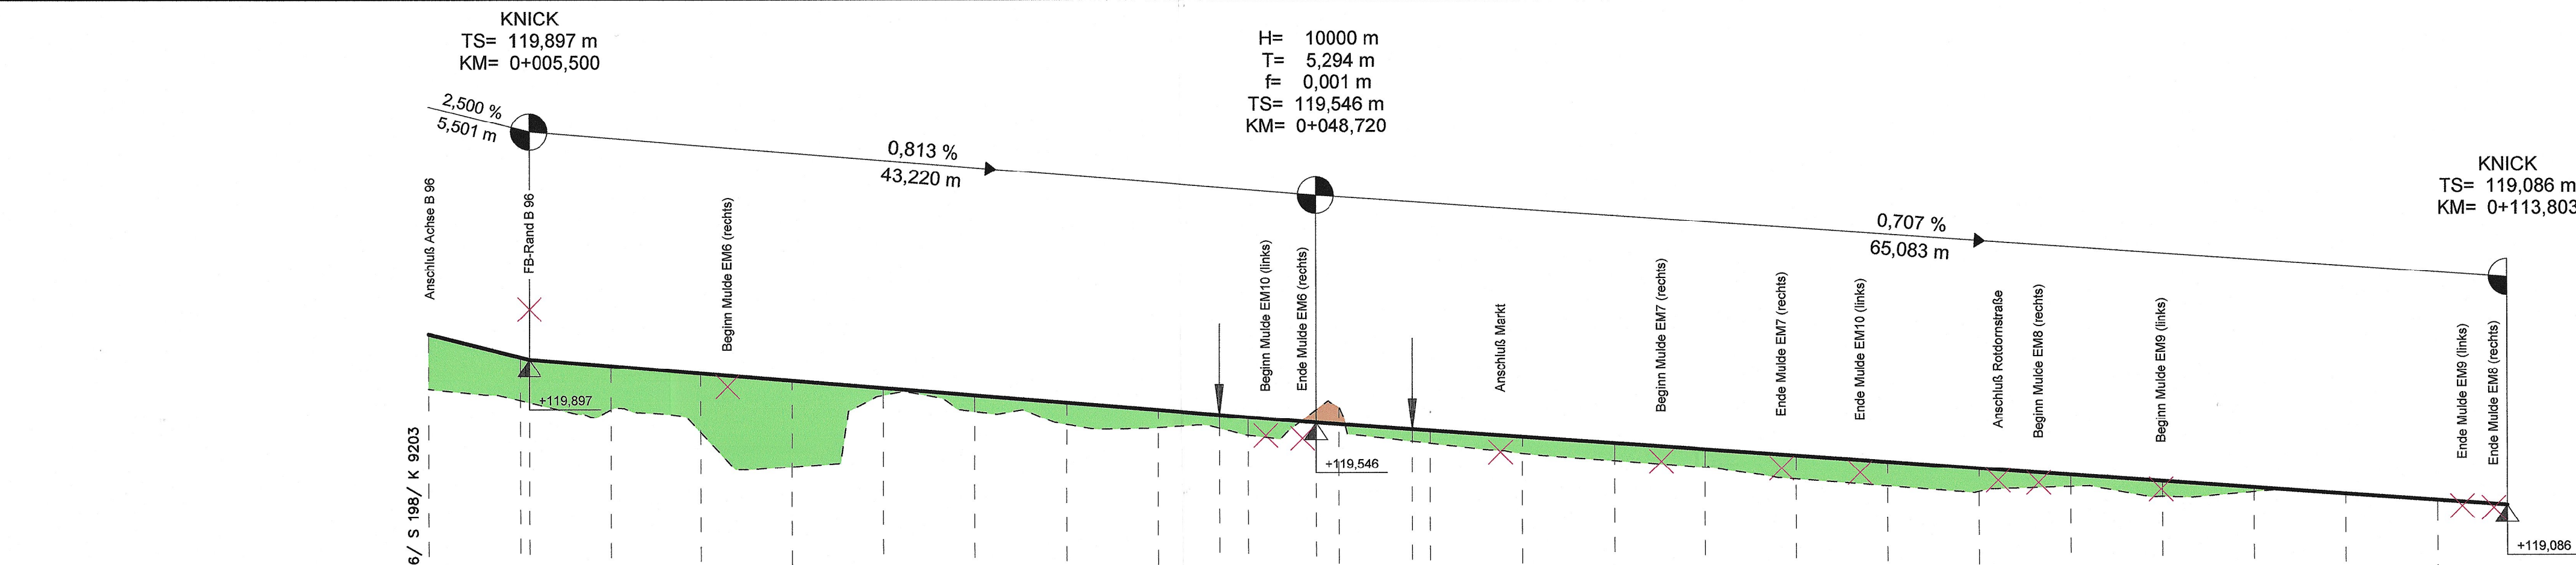 KNICK
TS= 119,897 m
KM= 0+005,500
H= 10000 m
T= 5,294 m
f= 0,001 m
TS= 119,546 m
KM= 0+048,720
KNICK
TS= 119,086 m
KM= 0+113,803
2,500 %
5,501 m
0,813 %
43,220 m
0,707 %
65,083 m
Anschluß Achse B 96
FB-Rand B 96
Beginn Mulde EM6 (rechts)
Beginn Mulde EM10 (links)
Ende Mulde EM6 (rechts)
Anschluß Markt
Beginn Mulde EM7 (rechts)
Ende Mulde EM7 (rechts)
Ende Mulde EM10 (links)
Anschluß Rotdornstraße
Beginn Mulde EM8 (rechts)
Beginn Mulde EM9 (links)
Ende Mulde EM9 (links)
Ende Mulde EM8 (rechts)
+119,897
+119,546
+119,086
6/ S 198/ K 9203